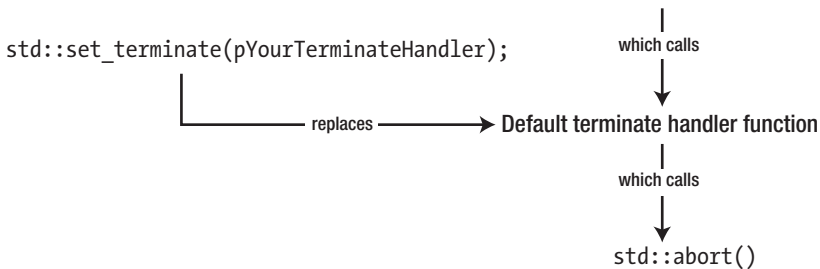 which calls
std::set_terminate(pYourTerminateHandler);
replaces
Default terminate handler function
which calls
std::abort()